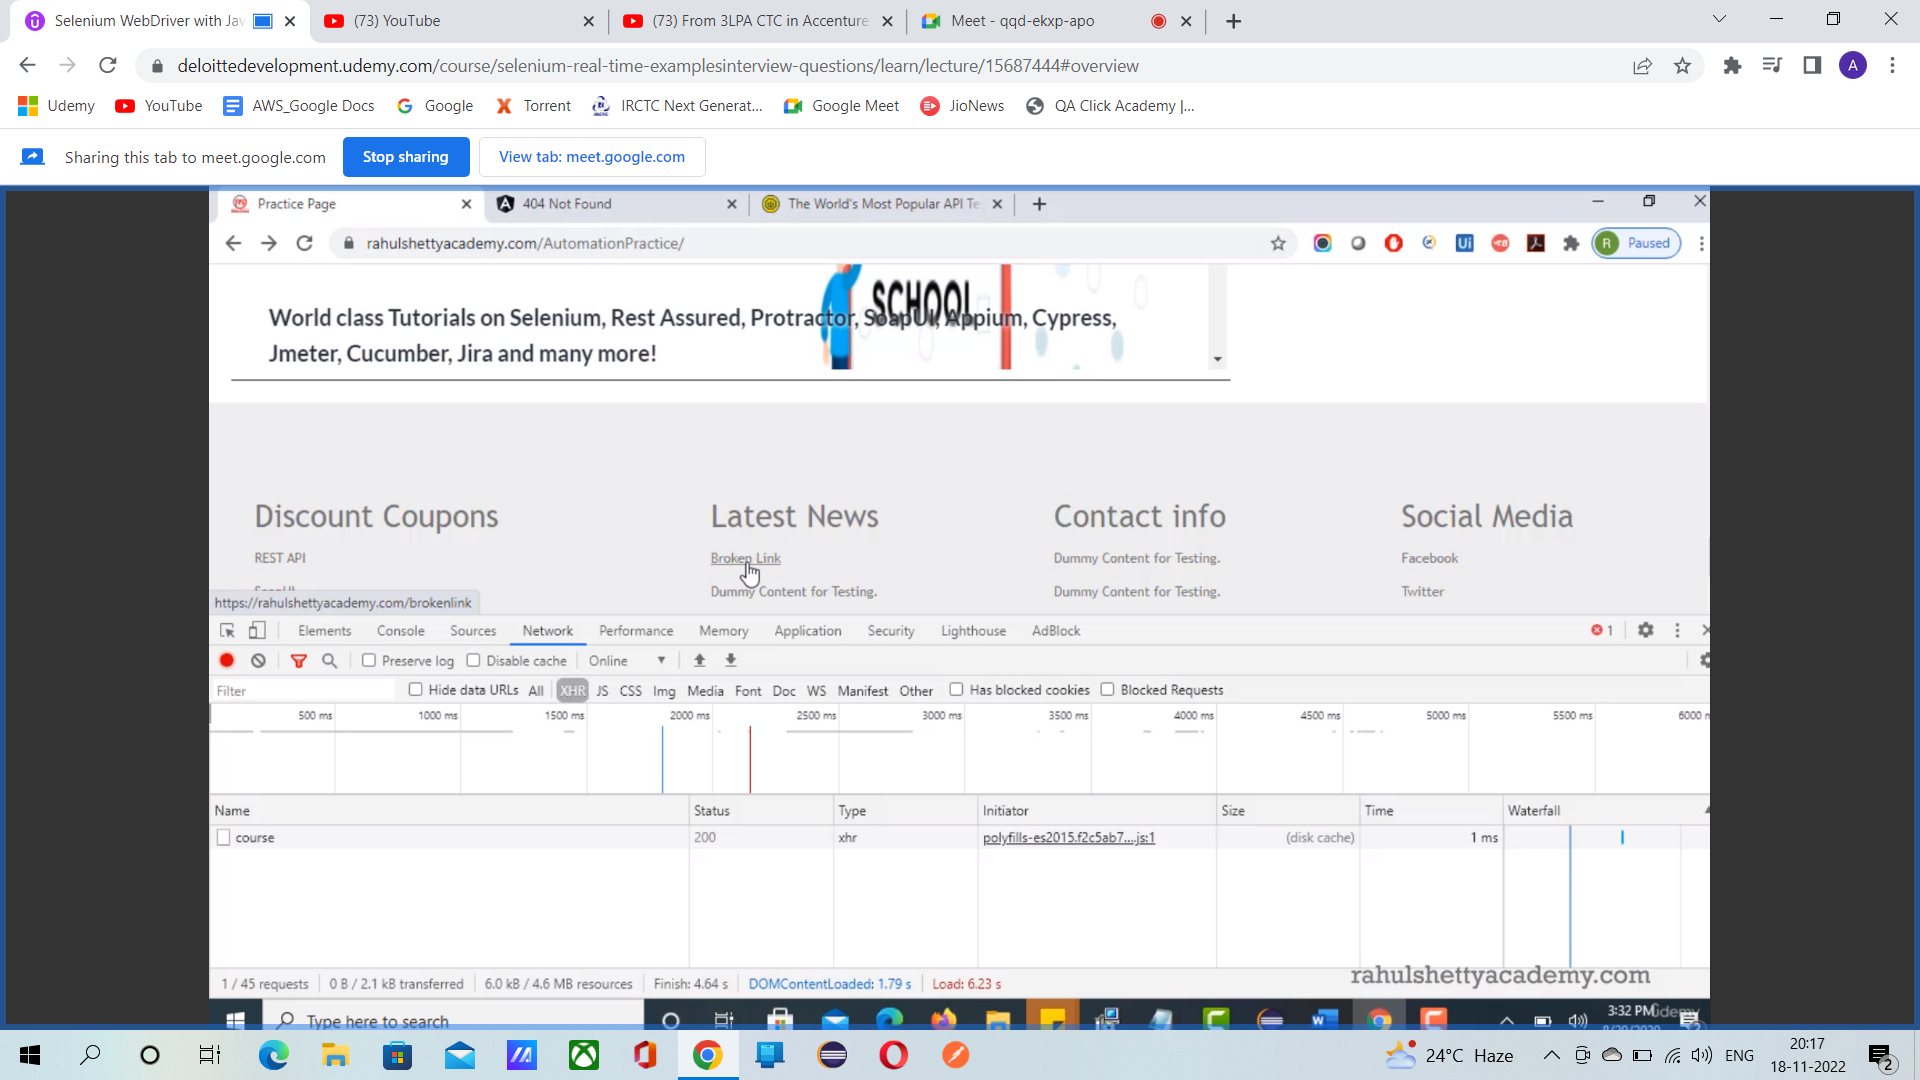 Selenium WebDriver with Jav
(73) YouTube
(73) From 3LPA CTC in Accenture
Meet - qqd-ekxp-apo
deloittedevelopment.udemy.com/course/selenium-real-time-examplesinterview-questions/learn/lecture/15687444#overview
A
Udemy
YouTube
AWS_Google Docs
Google
Torrent
IRCTC Next Generat...
Google Meet
JioNews
QA Click Academy |...
Sharing this tab to meet.google.com
Stop sharing
View tab: meet.google.com
Practice Page
404 Not Found
The World's Most Popular API Te
rahulshettyacademy.com/AutomationPractice/
Ui
R
Paused
SCHOOL
World class Tutorials on Selenium, Rest Assured, Protractor, SoapUI, Appium, Cypress,
Jmeter, Cucumber, Jira and many more!
Discount Coupons
Latest News
Contact info
Social Media
REST API
Broken Link
Dummy Content for Testing.
Facebook
SoapUI
Dummy Content for Testing.
Dummy Content for Testing.
Twitter
https://rahulshettyacademy.com/brokenlink
Elements
Console
Sources
Network
Performance
Memory
Application
Security
Lighthouse
AdBlock
1
Preserve log
Disable cache
Online
Filter
Hide data URLs
All
XHR
JS
CSS
Img
Media
Font
Doc
WS
Manifest
Other
Has blocked cookies
Blocked Requests
500 ms
1000 ms
1500 ms
2000 ms
2500 ms
3000 ms
3500 ms
4000 ms
4500 ms
5000 ms
5500 ms
6000 m
Name
Status
Type
Initiator
Size
Time
Waterfall
course
200
xhr
polyfills-es2015.f2c5ab7....js:1
(disk cache)
1 ms
rahulshettyacademy.com
1 / 45 requests
0 B / 2.1 kB transferred
6.0 kB / 4.6 MB resources
Finish: 4.64 s
DOMContentLoaded: 1.79 s
Load: 6.23 s
Type here to search
3:32 PM
Udemy
24°C Haze
ENG
20:17
18-11-2022
2